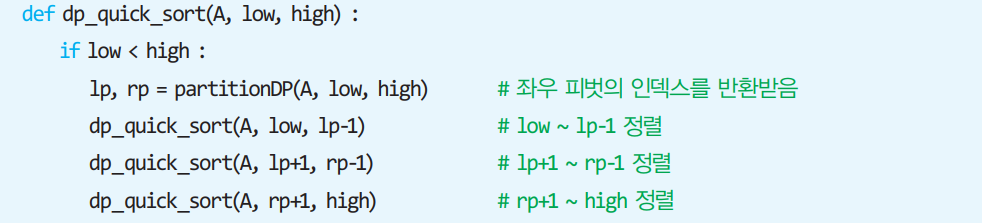 def dp_quick_sort(A, low, high) :
if low < high :
lp, rp = partitionDP(A, low, high) # 좌우 피벗의 인덱스를 반환받음
dp_quick_sort(A, low, lp-1) # low ~ lp-1 정렬
dp_quick_sort(A, lp+1, rp-1) # lp+1 ~ rp-1 정렬
dp_quick_sort(A, rp+1, high) # rp+1 ~ high 정렬